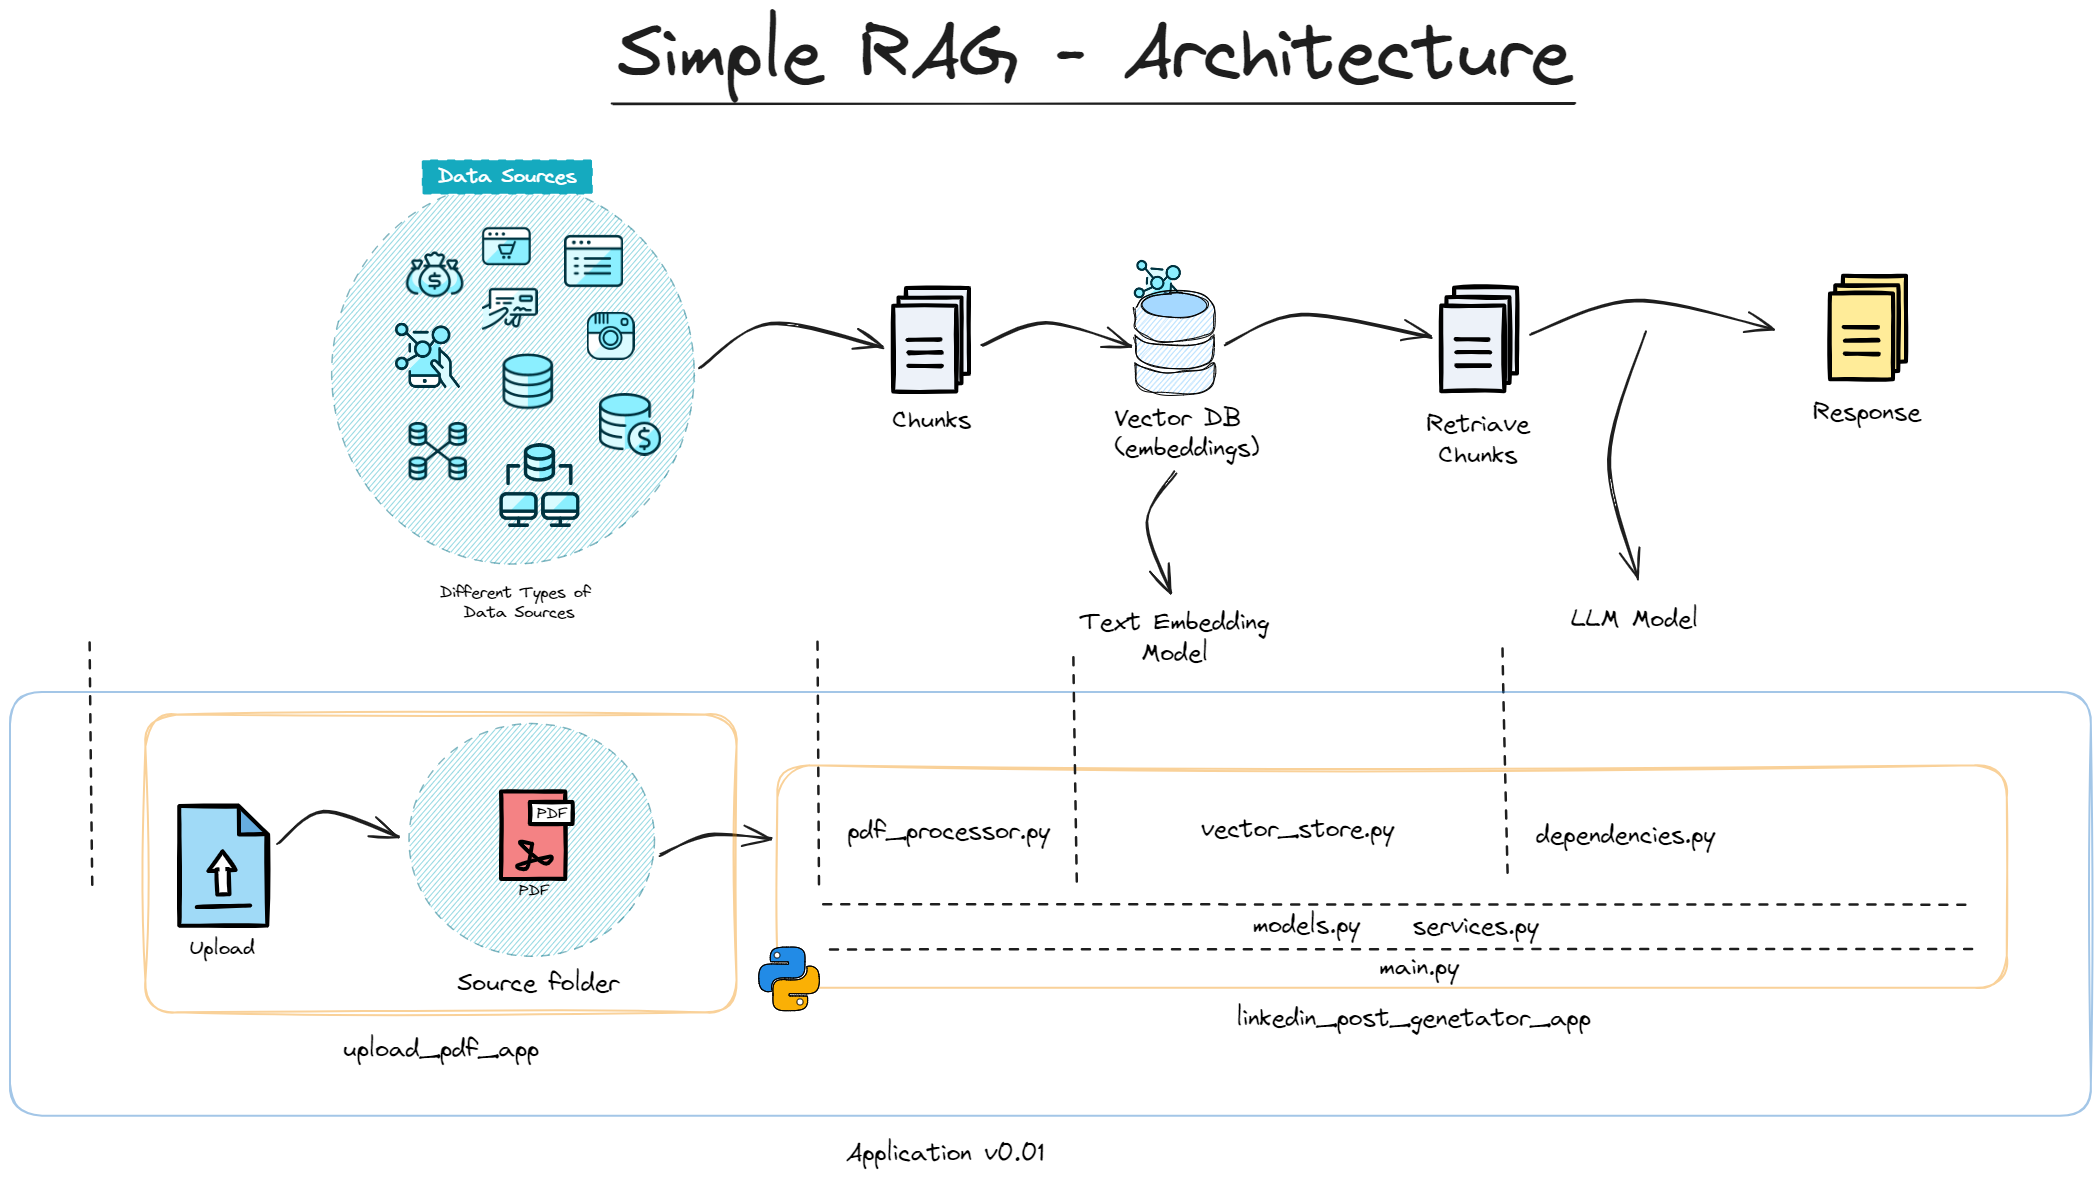 Simple RAG - Architecture
Data Sources
Different Types of
Data Sources
Chunks
Vector DB
(embeddings)
Retriave
Chunks
Response
Text Embedding
Model
LLM Model
PDF
PDF
Upload
Source folder
upload_pdf_app
pdf_processor.py
vector_store.py
dependencies.py
models.py services.py
main.py
linkedin_post_genetator_app
Application v0.01